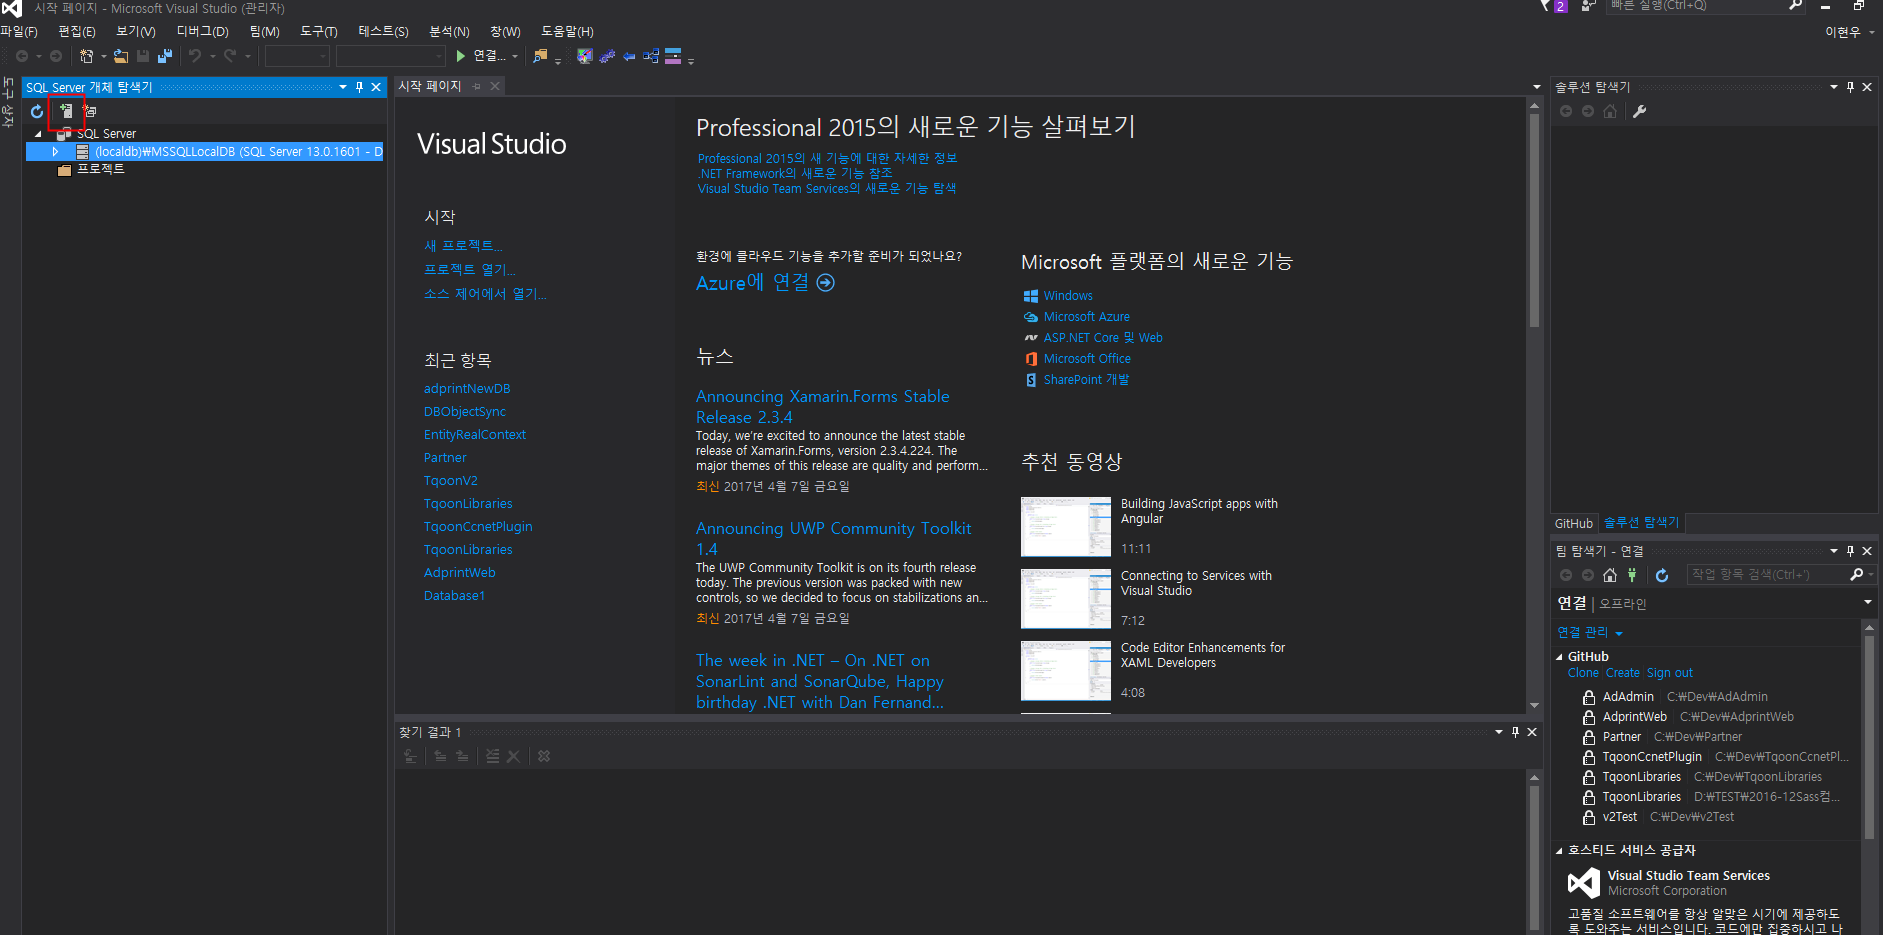 시작 페이지 - Microsoft Visual Studio (관리자)
2
빠른 실행(Ctrl+Q)
파일(F) 편집(E) 보기(V) 디버그(D) 팀(M) 도구(T) 테스트(S) 분석(N) 창(W) 도움말(H)
이현우
연결...
도구 상자
SQL Server 개체 탐색기
SQL Server
(localdb)₩MSSQLLocalDB (SQL Server 13.0.1601 - D
프로젝트
시작 페이지
Visual Studio
시작
새 프로젝트...
프로젝트 열기...
소스 제어에서 열기...
최근 항목
adprintNewDB
DBObjectSync
EntityRealContext
Partner
TqoonV2
TqoonLibraries
TqoonCcnetPlugin
TqoonLibraries
AdprintWeb
Database1
Professional 2015의 새로운 기능 살펴보기
Professional 2015의 새 기능에 대한 자세한 정보
.NET Framework의 새로운 기능 참조
Visual Studio Team Services의 새로운 기능 탐색
환경에 클라우드 기능을 추가할 준비가 되었나요?
Azure에 연결
뉴스
Announcing Xamarin.Forms Stable
Release 2.3.4
Today, we're excited to announce the latest stable
release of Xamarin.Forms, version 2.3.4.224. The
major themes of this release are quality and perform...
최신 2017년 4월 7일 금요일
Announcing UWP Community Toolkit
1.4
The UWP Community Toolkit is on its fourth release
today. The previous version was packed with new
controls, so we decided to focus on stabilizations an...
최신 2017년 4월 7일 금요일
The week in .NET – On .NET on
SonarLint and SonarQube, Happy
birthday .NET with Dan Fernand...
Microsoft 플랫폼의 새로운 기능
Windows
Microsoft Azure
ASP.NET Core 및 Web
Microsoft Office
SharePoint 개발
추천 동영상
Building JavaScript apps with
Angular
11:11
Connecting to Services with
Visual Studio
7:12
Code Editor Enhancements for
XAML Developers
4:08
찾기 결과 1
솔루션 탐색기
GitHub 솔루션 탐색기
팀 탐색기 - 연결
작업 항목 검색(Ctrl+')
연결 | 오프라인
연결 관리
GitHub
Clone Create Sign out
AdAdmin C:₩Dev₩AdAdmin
AdprintWeb C:₩Dev₩AdprintWeb
Partner C:₩Dev₩Partner
TqoonCcnetPlugin C:₩Dev₩TqoonCcnetPl...
TqoonLibraries C:₩Dev₩TqoonLibraries
TqoonLibraries D:₩TEST₩2016-12Sass컴...
v2Test C:₩Dev₩v2Test
호스티드 서비스 공급자
Visual Studio Team Services
Microsoft Corporation
고품질 소프트웨어를 항상 알맞은 시기에 제공하도
록 도와주는 서비스입니다. 코드에만 집중하시고 나